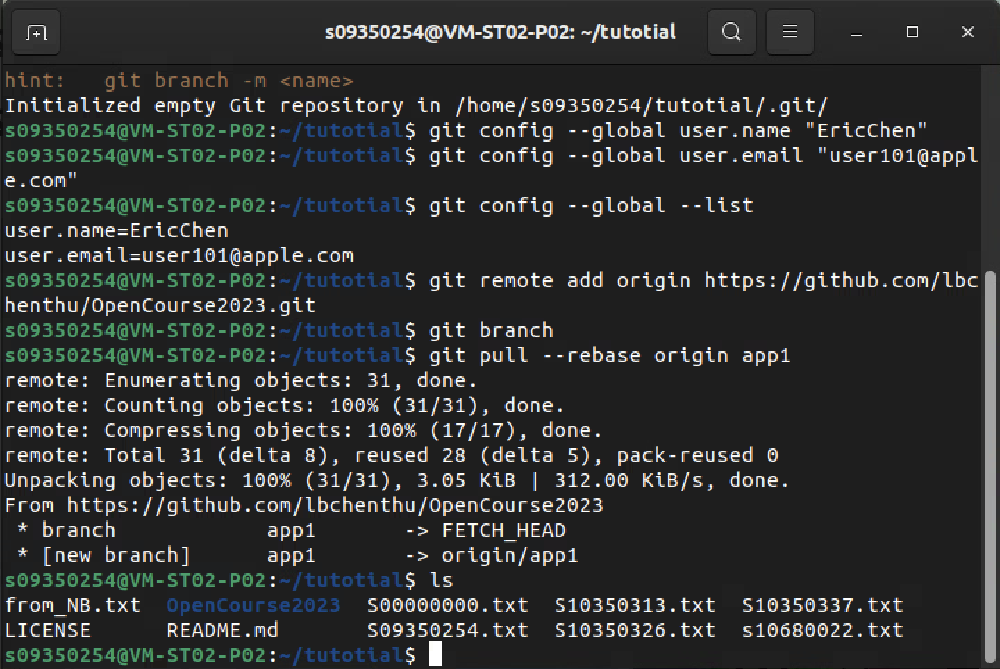 s09350254@VM-ST02-P02: ~/tutotial
hint:   git branch -m <name>
Initialized empty Git repository in /home/s09350254/tutotial/.git/
s09350254@VM-ST02-P02:~/tutotial$ git config --global user.name "EricChen"
s09350254@VM-ST02-P02:~/tutotial$ git config --global user.email "user101@appl
e.com"
s09350254@VM-ST02-P02:~/tutotial$ git config --global --list
user.name=EricChen
user.email=user101@apple.com
s09350254@VM-ST02-P02:~/tutotial$ git remote add origin https://github.com/lbc
henthu/OpenCourse2023.git
s09350254@VM-ST02-P02:~/tutotial$ git branch
s09350254@VM-ST02-P02:~/tutotial$ git pull --rebase origin app1
remote: Enumerating objects: 31, done.
remote: Counting objects: 100% (31/31), done.
remote: Compressing objects: 100% (17/17), done.
remote: Total 31 (delta 8), reused 28 (delta 5), pack-reused 0
Unpacking objects: 100% (31/31), 3.05 KiB | 312.00 KiB/s, done.
From https://github.com/lbchenthu/OpenCourse2023
 * branch            app1       -> FETCH_HEAD
 * [new branch]      app1       -> origin/app1
s09350254@VM-ST02-P02:~/tutotial$ ls
from_NB.txt  OpenCourse2023  S00000000.txt  S10350313.txt  S10350337.txt
LICENSE      README.md       S09350254.txt  S10350326.txt  s10680022.txt
s09350254@VM-ST02-P02:~/tutotial$